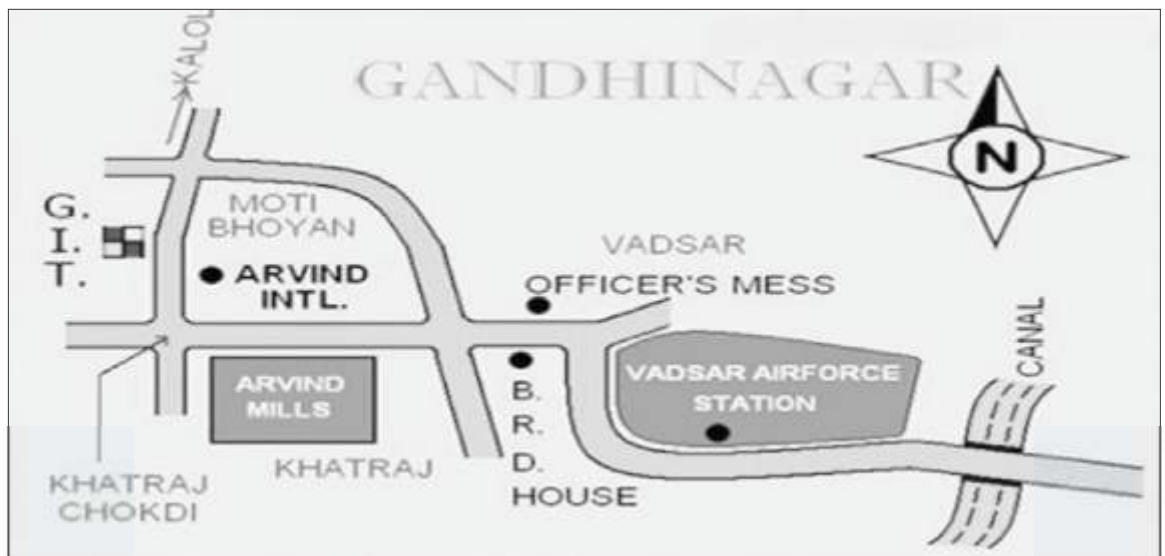 KALOL
GANDHINAGAR
N
G.
I.
T.
MOTI
BHOYAN
ARVIND
INTL.
VADSAR
OFFICER'S MESS
CANAL
ARVIND
MILLS
VADSAR AIRFORCE
STATION
B.
R.
D.
HOUSE
KHATRAJ
KHATRAJ
CHOKDI